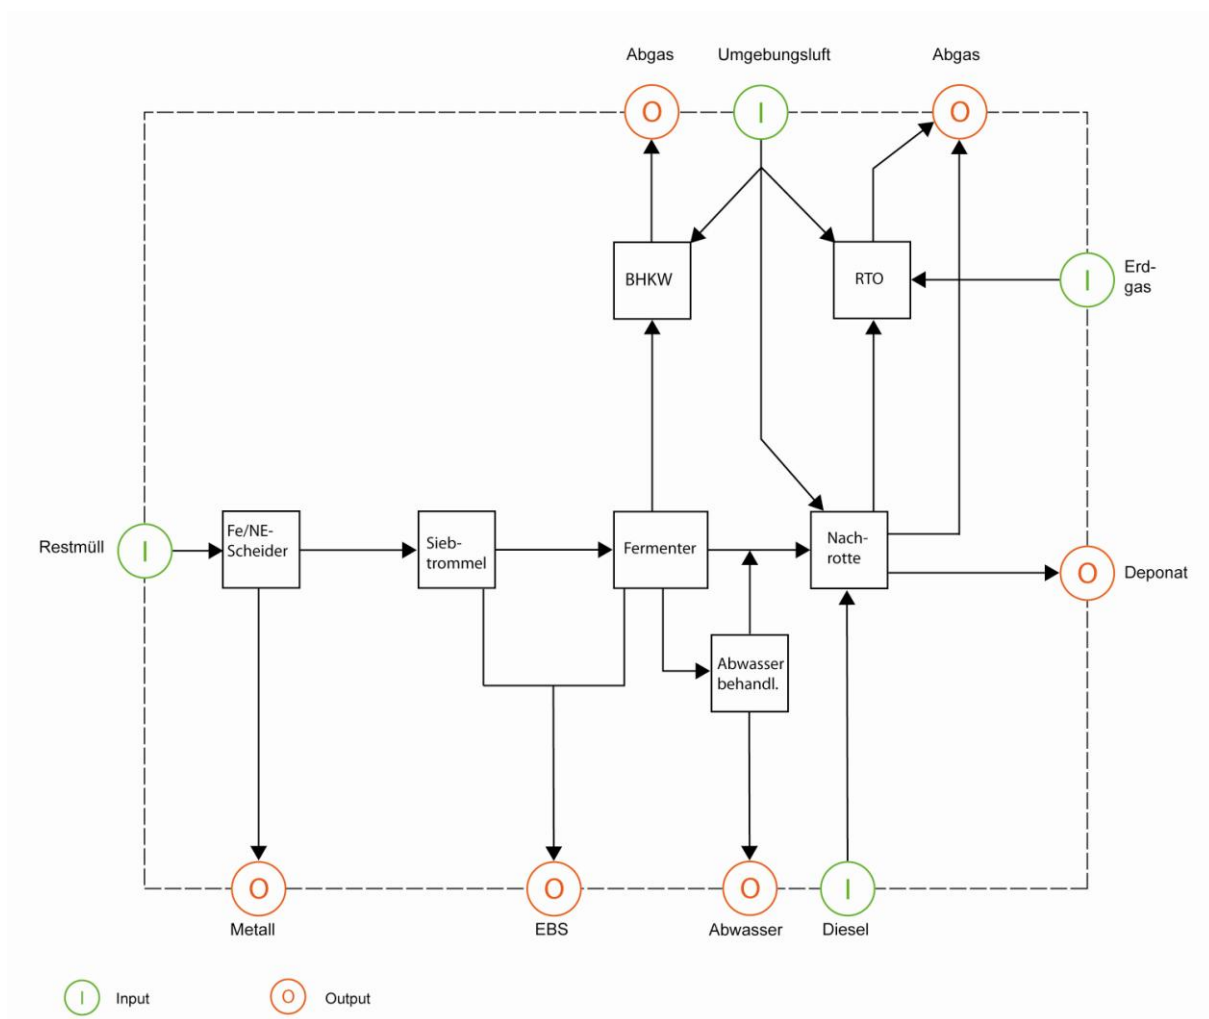 Abgas
Umgebungsluft
Abgas
O
I
O
BHKW
RTO
I
Erd-
gas
Restmüll
I
Fe/NE-
Scheider
Sieb-
trommel
Fermenter
Nach-
rotte
O
Deponat
Abwasser
behandl.
O
O
O
I
Metall
EBS
Abwasser
Diesel
I
Input
O
Output